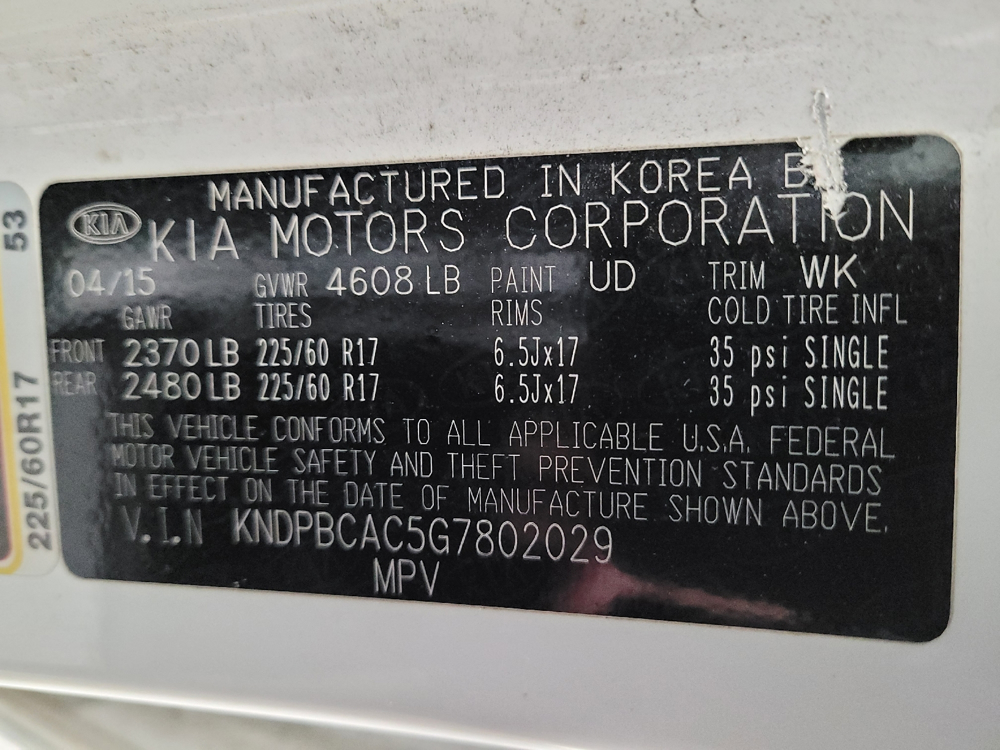 MANUFACTURED IN KOREA BY
KIA
KIA MOTORS CORPORATION
04/15 GVWR 4608 LB PAINT UD TRIM WK
GAWR TIRES RIMS COLD TIRE INFL
FRONT 2370 LB 225/60 R17 6.5Jx17 35 psi SINGLE
REAR 2480 LB 225/60 R17 6.5Jx17 35 psi SINGLE
THIS VEHICLE CONFORMS TO ALL APPLICABLE U.S.A. FEDERAL
MOTOR VEHICLE SAFETY AND THEFT PREVENTION STANDARDS
IN EFFECT ON THE DATE OF MANUFACTURE SHOWN ABOVE.
V.I.N KNDPBCAC5G7802029
MPV
53
225/60R17